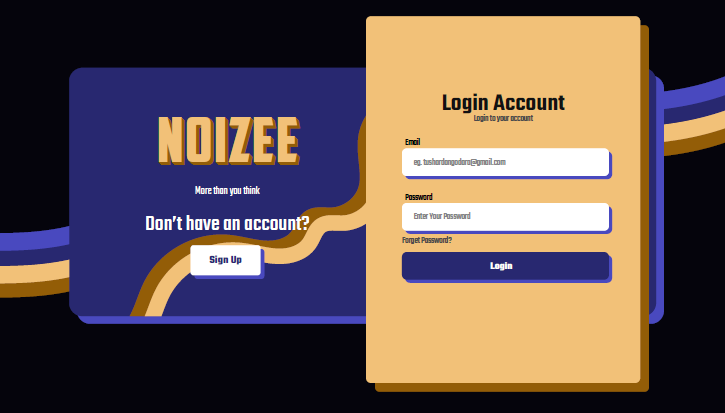 NOIZEE
More than you think
Don't have an account?
Sign Up
Login Account
Login to your account
Email
eg. tushardangodara@gmail.com
Password
Enter Your Password
Forget Password?
Login